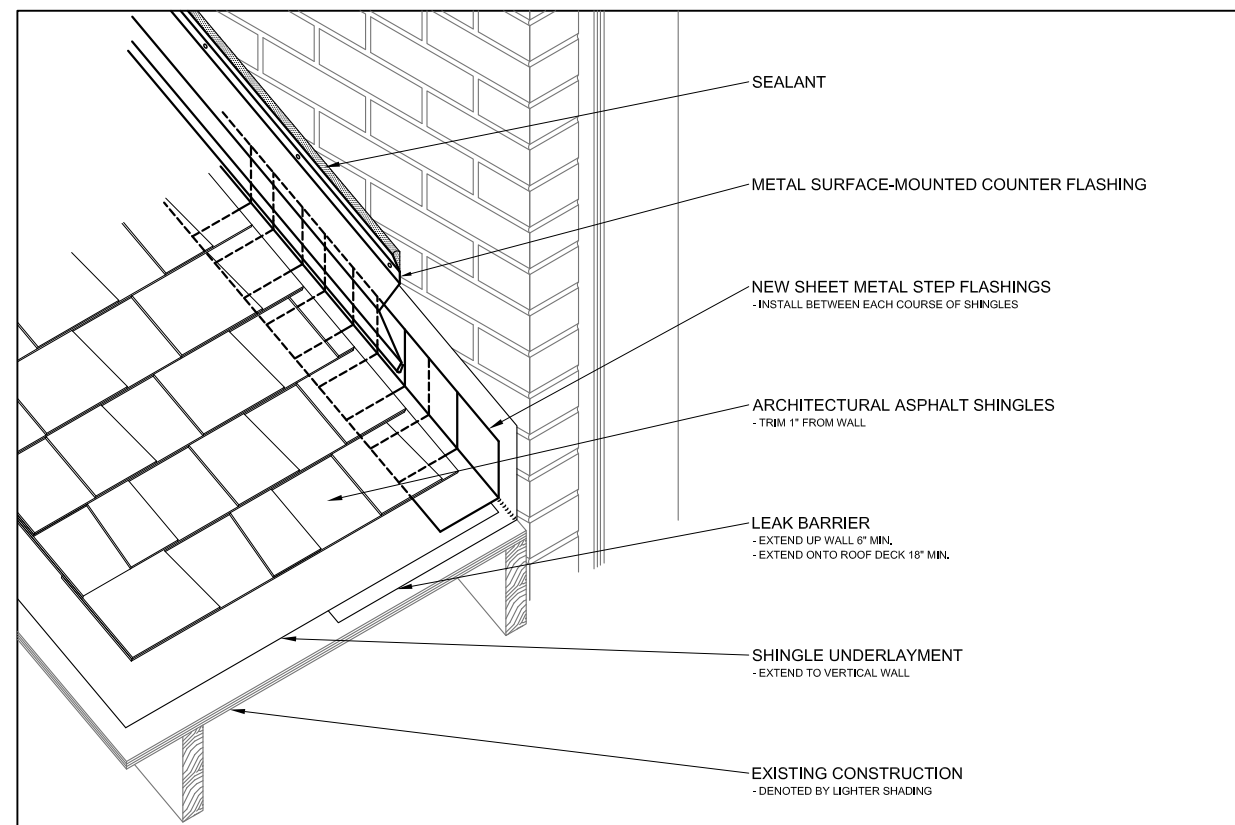 SEALANT
METAL SURFACE-MOUNTED COUNTER FLASHING
NEW SHEET METAL STEP FLASHINGS
- INSTALL BETWEEN EACH COURSE OF SHINGLES
ARCHITECTURAL ASPHALT SHINGLES
- TRIM 1" FROM WALL
LEAK BARRIER
- EXTEND UP WALL 6" MIN.
- EXTEND ONTO ROOF DECK 18" MIN.
SHINGLE UNDERLAYMENT
- EXTEND TO VERTICAL WALL
EXISTING CONSTRUCTION
- DENOTED BY LIGHTER SHADING